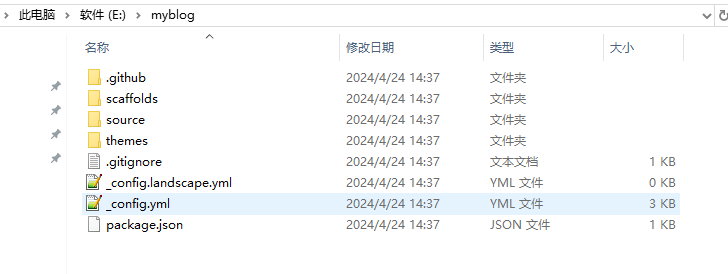 此电脑 > 软件 (E:) > myblog
名称 修改日期 类型 大小
.github 2024/4/24 14:37 文件夹
scaffolds 2024/4/24 14:37 文件夹
source 2024/4/24 14:37 文件夹
themes 2024/4/24 14:37 文件夹
.gitignore 2024/4/24 14:37 文本文档 1 KB
_config.landscape.yml 2024/4/24 14:37 YML 文件 0 KB
_config.yml 2024/4/24 14:37 YML 文件 3 KB
package.json 2024/4/24 14:37 JSON 文件 1 KB